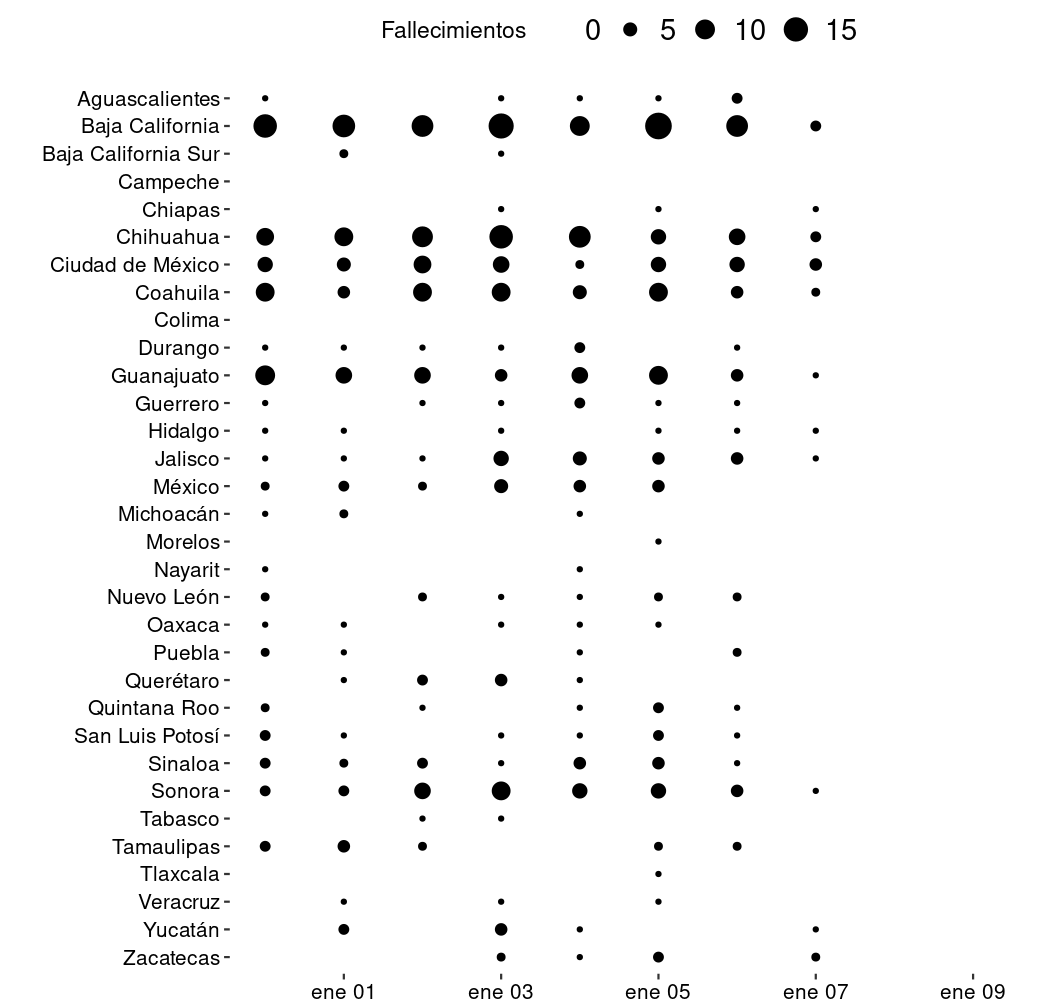 Fallecimientos 0 5 10 15
Aguascalientes
Baja California
Baja California Sur
Campeche
Chiapas
Chihuahua
Ciudad de México
Coahuila
Colima
Durango
Guanajuato
Guerrero
Hidalgo
Jalisco
México
Michoacán
Morelos
Nayarit
Nuevo León
Oaxaca
Puebla
Querétaro
Quintana Roo
San Luis Potosí
Sinaloa
Sonora
Tabasco
Tamaulipas
Tlaxcala
Veracruz
Yucatán
Zacatecas
ene 01 ene 03 ene 05 ene 07 ene 09